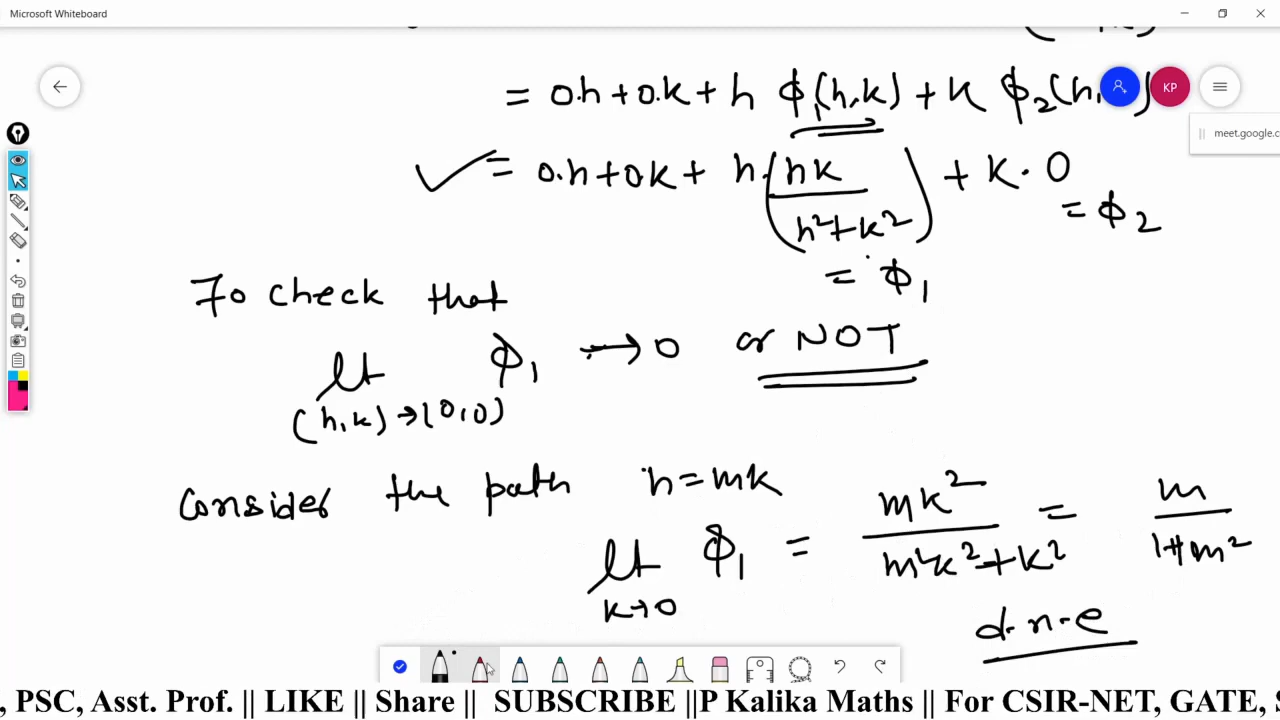 Microsoft Whiteboard
= 0.h + 0.k + h ϕ₁(h,k) + k ϕ₂(h,
KP
meet.google.c
= 0.h + 0.k + h. (hk / h²+k²) + k · 0
= ϕ₂
= ϕ₁
To check that
lt ϕ₁ → 0 or NOT
(h,k) → (0,0)
Consider the path h = mk
lt ϕ₁ = mk² / m²k²+k² = m / 1+m²
k→0
d.n.e
, PSC, Asst. Prof. || LIKE || Share || SUBSCRIBE ||P Kalika Maths || For CSIR-NET, GATE, S